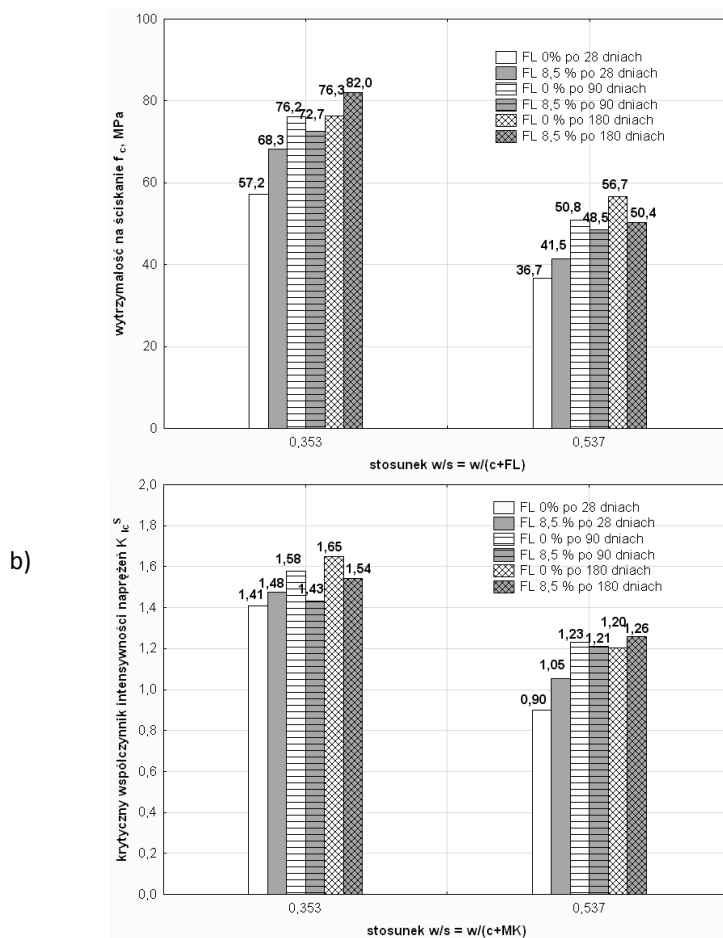 100
80
60
40
20
0
wytrzymałość na ściskanie f c, MPa
FL 0% po 28 dniach
FL 8,5 % po 28 dniach
FL 0 % po 90 dniach
FL 8,5 % po 90 dniach
FL 0 % po 180 dniach
FL 8,5 % po 180 dniach
57,2
68,3
76,2
72,7
76,3
82,0
36,7
41,5
50,8
48,5
56,7
50,4
0,353
0,537
stosunek w/s = w/(c+FL)
b)
2,0
1,8
1,6
1,4
1,2
1,0
0,8
0,6
0,4
0,2
0,0
krytyczny współczynnik intensywności naprężeń K Ic S
FL 0% po 28 dniach
FL 8,5 % po 28 dniach
FL 0 % po 90 dniach
FL 8,5 % po 90 dniach
FL 0 % po 180 dniach
FL 8,5 % po 180 dniach
1,41
1,48
1,58
1,43
1,65
1,54
0,90
1,05
1,23
1,21
1,20
1,26
0,353
0,537
stosunek w/s = w/(c+MK)